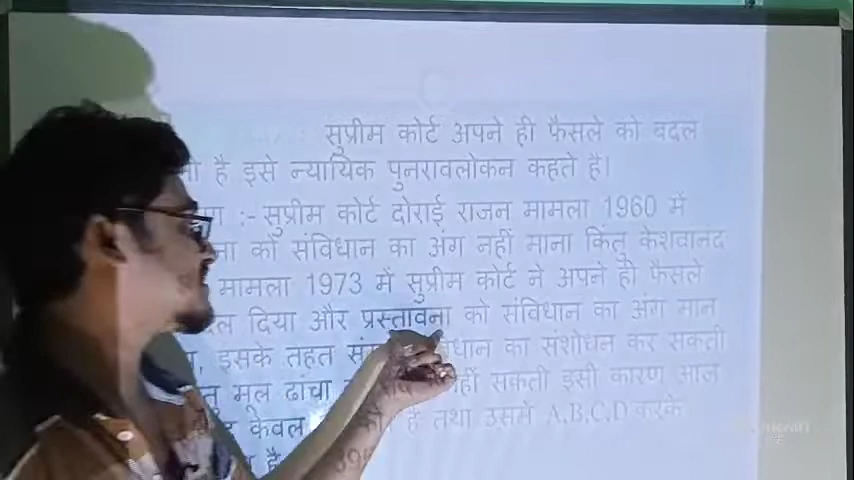 सुप्रीम कोर्ट अपने ही फैसले को बदल
है इसे न्यायिक पुनरावलोकन कहते है।
:- सुप्रीम कोर्ट दोराई राजन मामला 1960 में
को संविधान का अंग नहीं माना किंतु केशवानंद
मामला 1973 में सुप्रीम कोर्ट ने अपने ही फैसले
दिया और प्रस्तावना को संविधान का अंग मान
इसके तहत का संशोधन कर सकती
मूल ढांचा सकती इसी कारण आज
केवल है तथा उसमें A,B,C,D करके
है